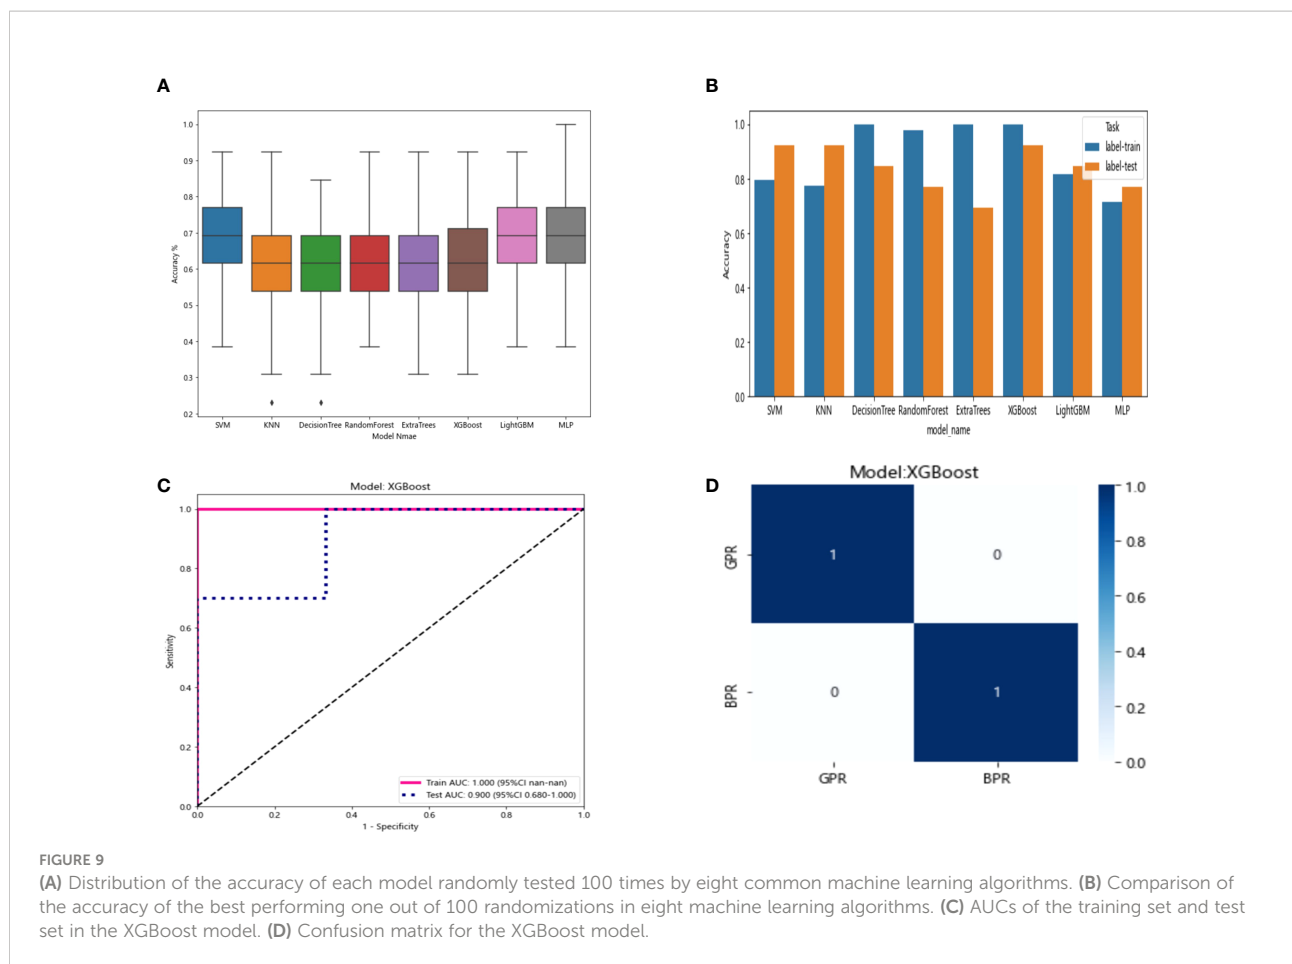 A
1.0
0.9
0.8
0.7
0.6
0.5
0.4
0.3
0.2
Accuracy %
SVM KNN DecisionTree RandomForest ExtraTrees XGBoost LightGBM MLP
Model Nmae
B
1.0
0.8
0.6
0.4
0.2
0.0
Accuracy
Task
label-train
label-test
SVM KNN DecisionTree RandomForest ExtraTrees XGBoost LightGBM MLP
model_name
C
Model: XGBoost
1.0
0.8
0.6
0.4
0.2
0.0
Sensitivity
Train AUC: 1.000 (95%CI nan-nan)
Test AUC: 0.900 (95%CI 0.680-1.000)
0.0 0.2 0.4 0.6 0.8 1.0
1 - Specificity
D
Model:XGBoost
GPR
1 0
BPR
0 1
GPR BPR
1.0
0.8
0.6
0.4
0.2
0.0
FIGURE 9
(A) Distribution of the accuracy of each model randomly tested 100 times by eight common machine learning algorithms. (B) Comparison of
the accuracy of the best performing one out of 100 randomizations in eight machine learning algorithms. (C) AUCs of the training set and test
set in the XGBoost model. (D) Confusion matrix for the XGBoost model.